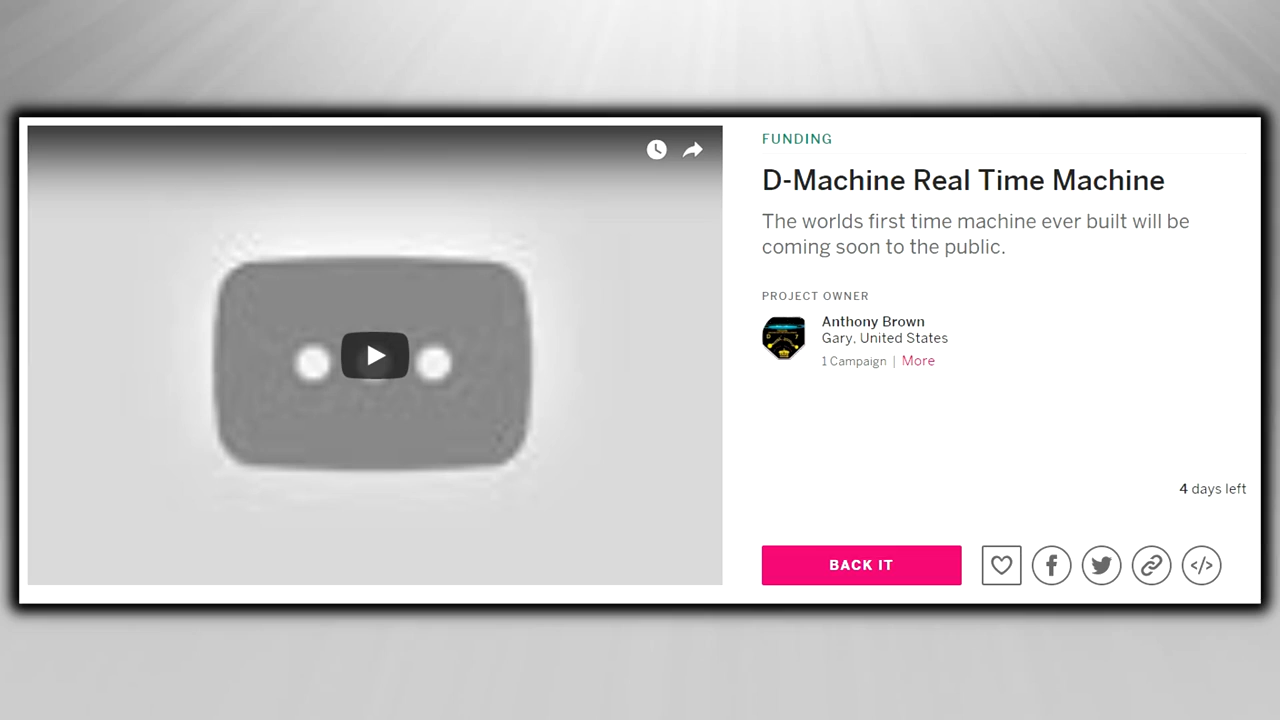 FUNDING
D-Machine Real Time Machine
The worlds first time machine ever built will be
coming soon to the public.
PROJECT OWNER
Anthony Brown
Gary, United States
1 Campaign | More
4 days left
BACK IT